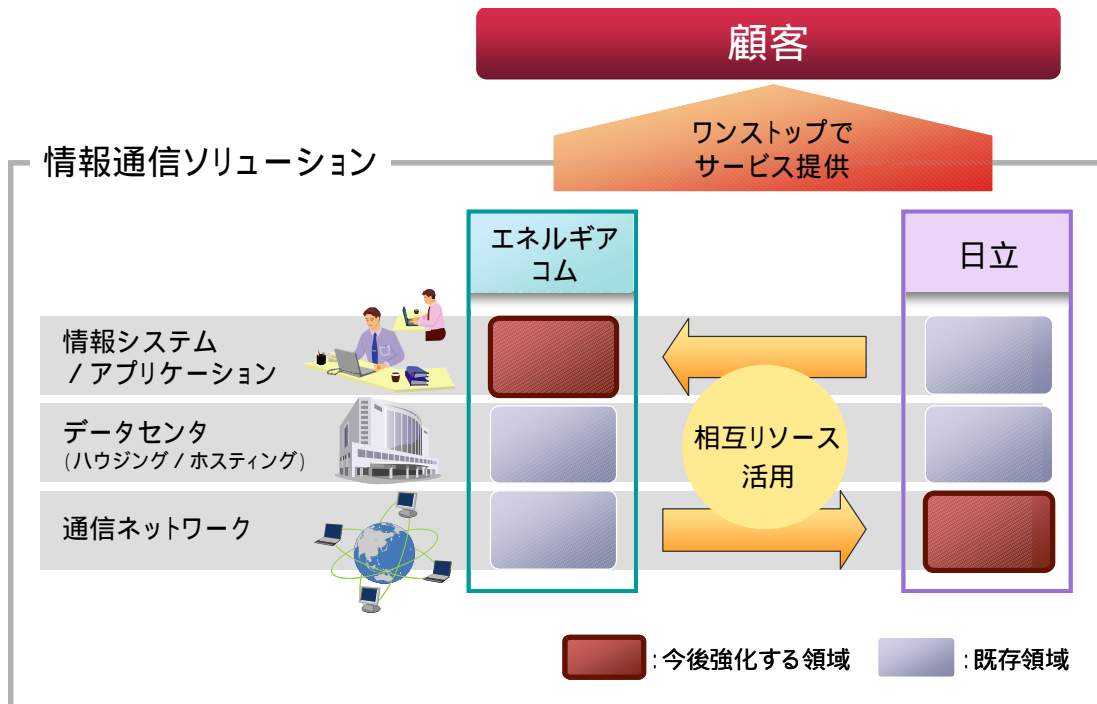 顧客
ワンストップで
サービス提供
情報通信ソリューション
エネルギア
コム
日立
情報システム
/ アプリケーション
データセンタ
(ハウジング / ホスティング)
通信ネットワーク
相互リソース
活用
: 今後強化する領域
: 既存領域